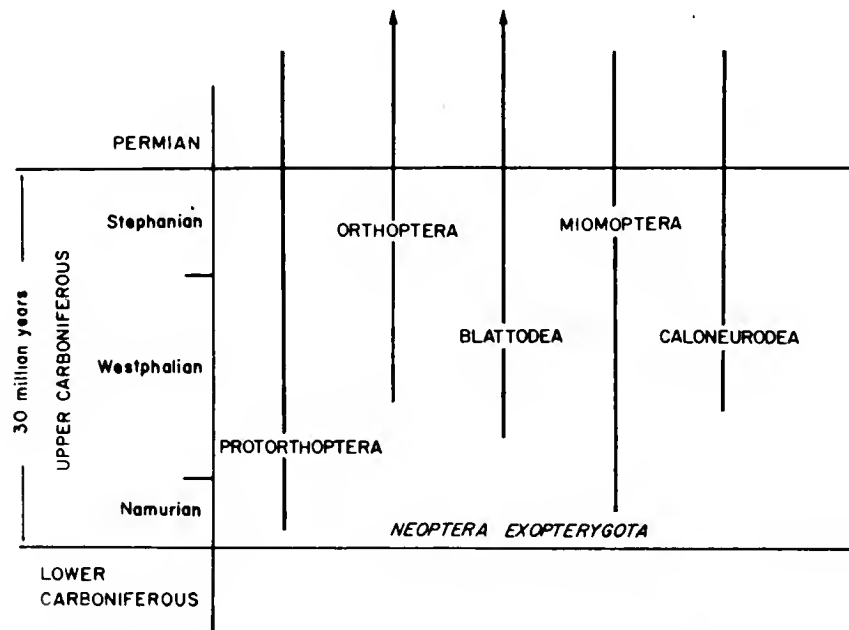 PERMIAN
Stephanian
ORTHOPTERA
MIOMOPTERA
30 million years
UPPER CARBONIFEROUS
Westphalian
BLATTODEA
CALONEURODEA
PROTORTHOPTERA
Namurian
NEOPTERA EXOPTERYGOTA
LOWER
CARBONIFEROUS